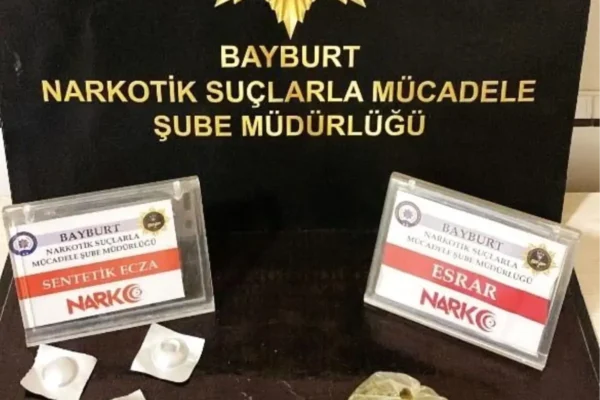 BAYBURT
NARKOTİK SUÇLARLA MÜCADELE
ŞUBE MÜDÜRLÜĞÜ
BAYBURT
NARKOTİK SUÇLARLA
MÜCADELE ŞUBE MÜDÜRLÜĞÜ
SENTETİK ECZA
NARKO
BAYBURT
NARKOTİK SUÇLARLA
MÜCADELE ŞUBE MÜDÜRLÜĞÜ
ESRAR
NARKO